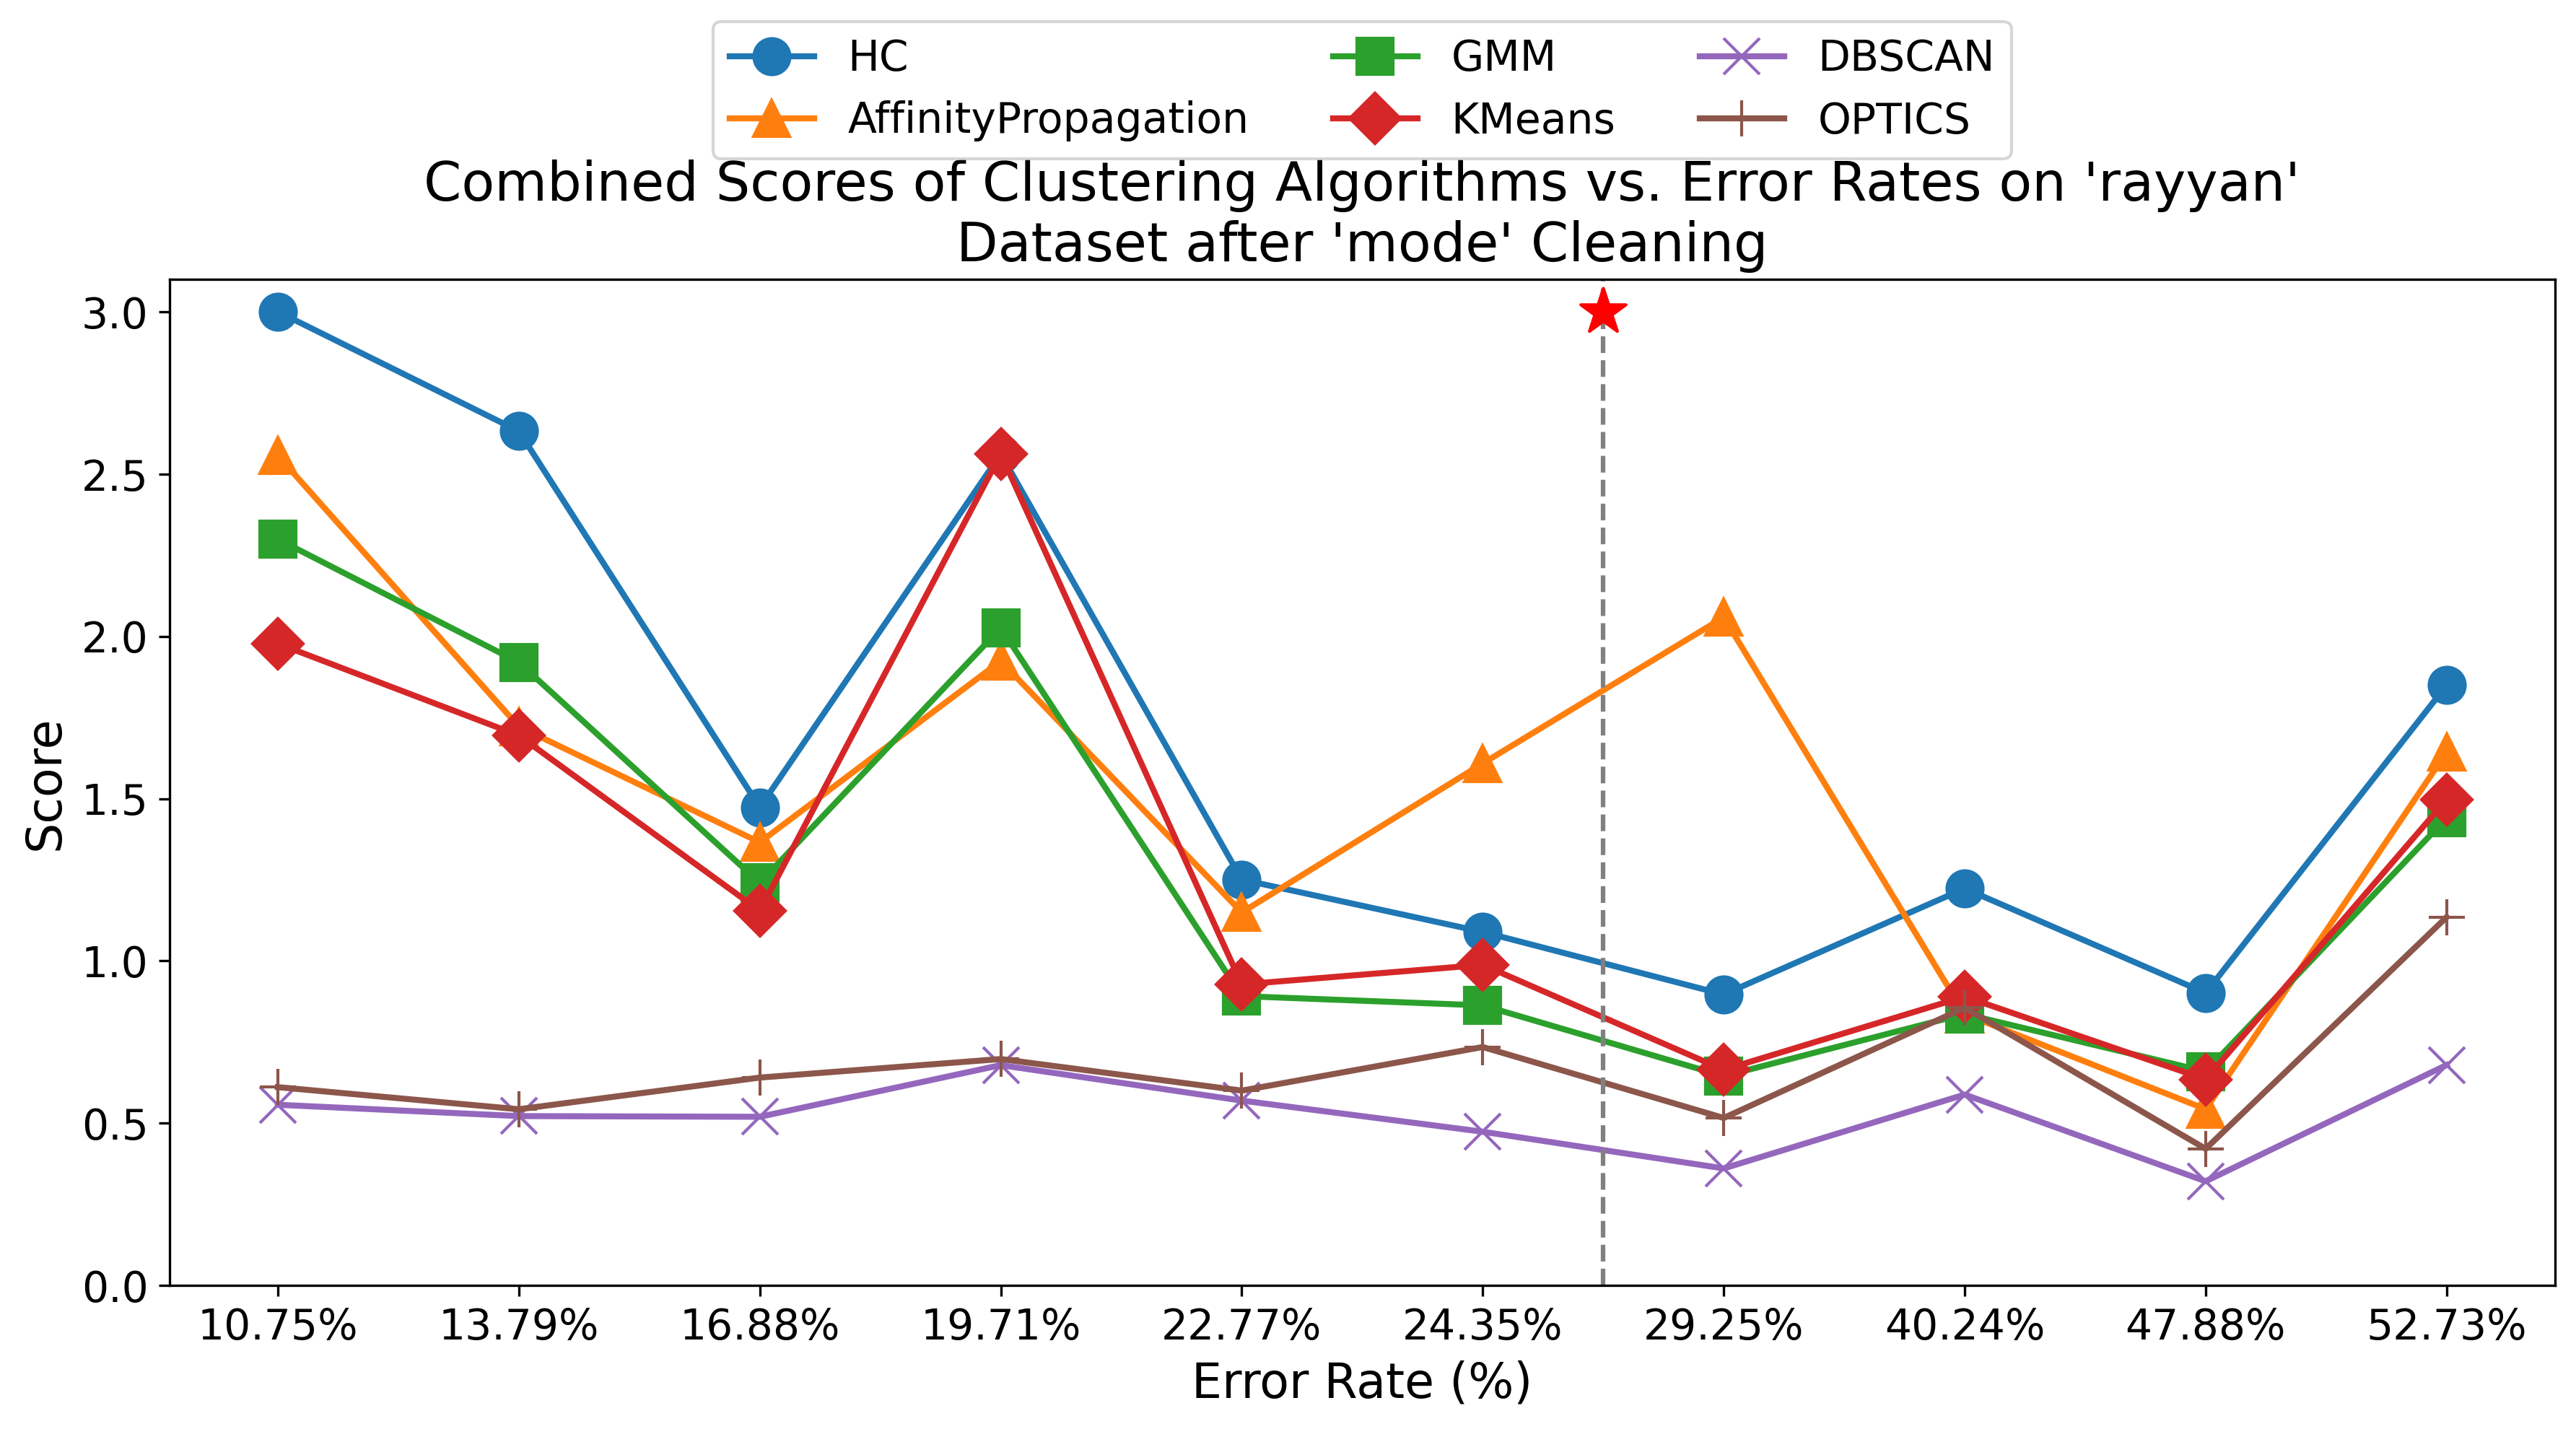 HC
AffinityPropagation
GMM
KMeans
DBSCAN
OPTICS
Combined Scores of Clustering Algorithms vs. Error Rates on 'rayyan'
Dataset after 'mode' Cleaning
Score
3.0
2.5
2.0
1.5
1.0
0.5
0.0
10.75% 13.79% 16.88% 19.71% 22.77% 24.35% 29.25% 40.24% 47.88% 52.73%
Error Rate (%)